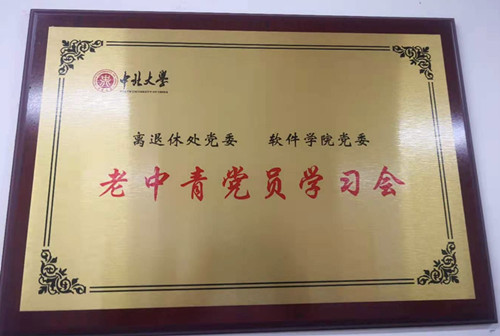 中北大學
离退休处党委 软件学院党委
老中青党员学习会